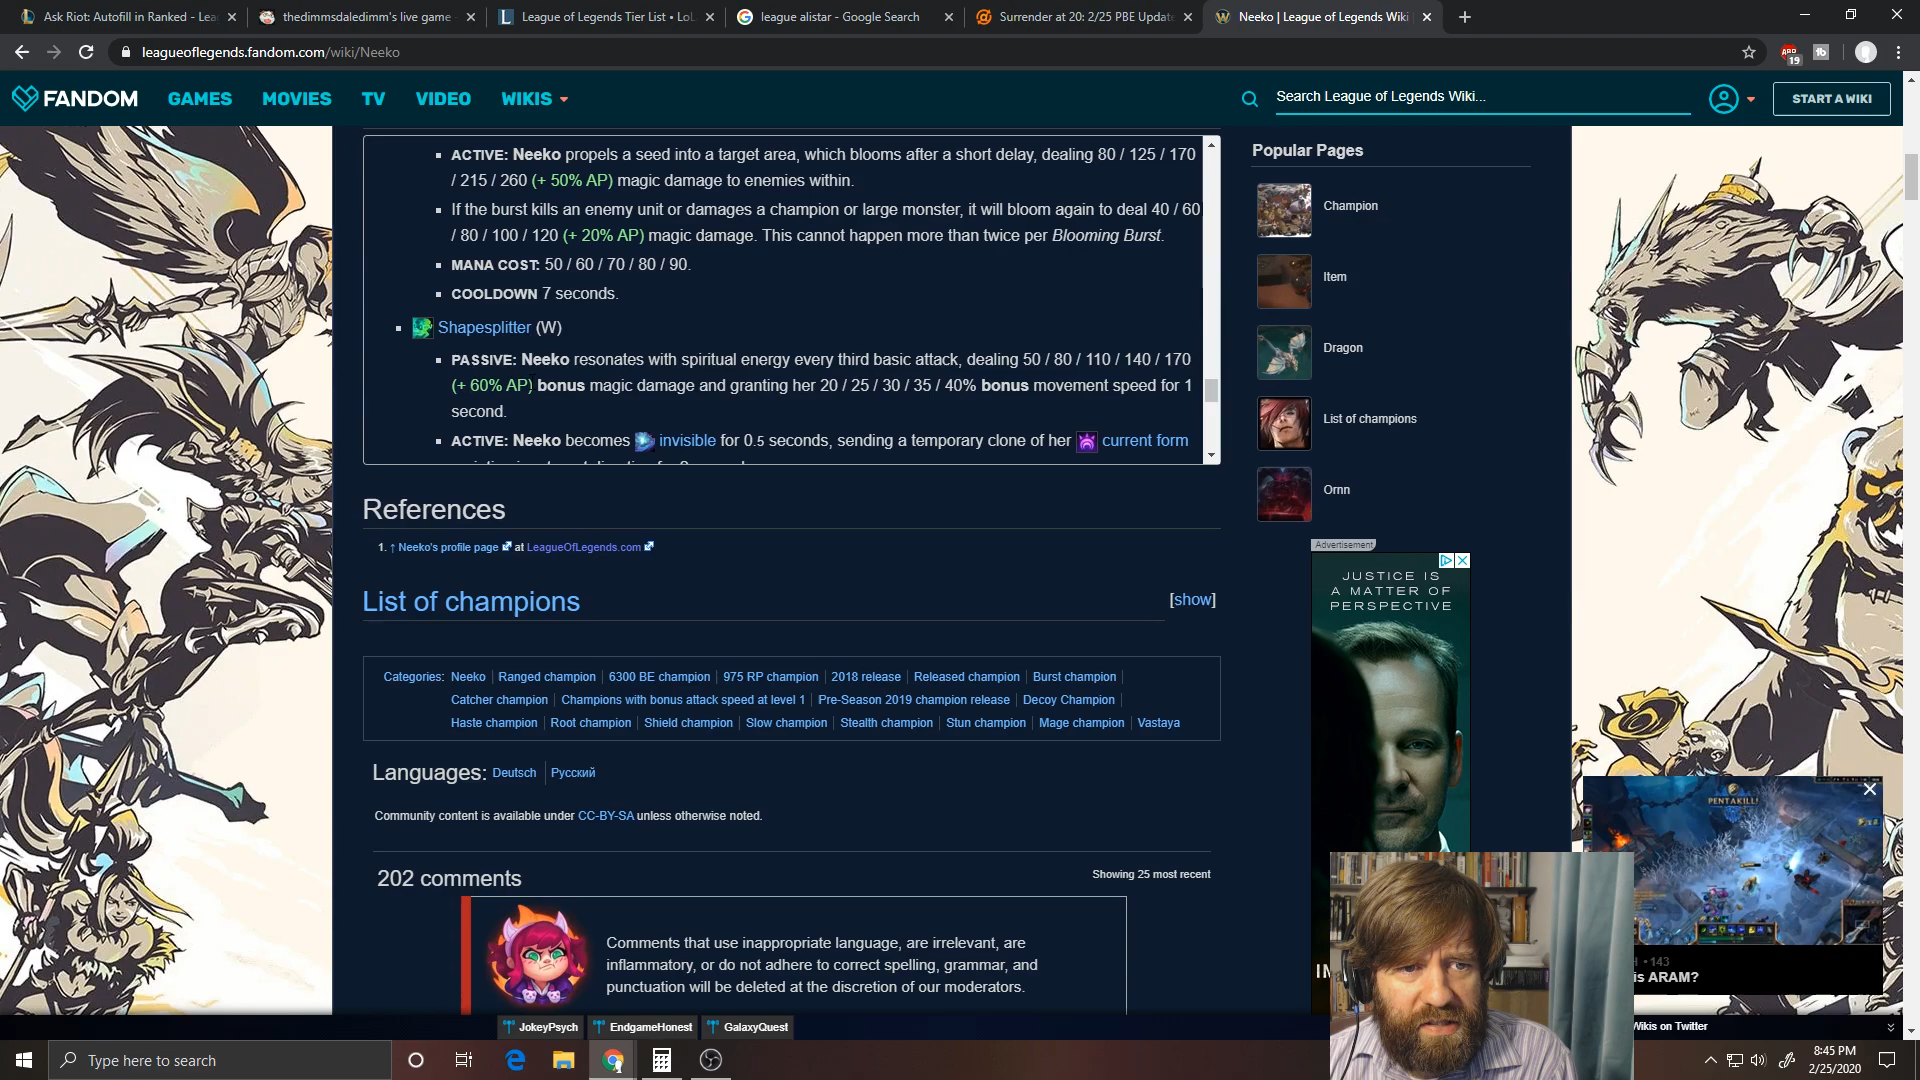 Ask Riot: Autofill in Ranked - Lea
thedimmsdaledimm's live game
League of Legends Tier List • LoL
league alistar - Google Search
Surrender at 20: 2/25 PBE Update
Neeko | League of Legends Wiki
leagueoflegends.fandom.com/wiki/Neeko
19
FANDOM
GAMES
MOVIES
TV
VIDEO
WIKIS
Search League of Legends Wiki...
START A WIKI
ACTIVE: Neeko propels a seed into a target area, which blooms after a short delay, dealing 80 / 125 / 170
/ 215 / 260 (+ 50% AP) magic damage to enemies within.
If the burst kills an enemy unit or damages a champion or large monster, it will bloom again to deal 40 / 60
/ 80 / 100 / 120 (+ 20% AP) magic damage. This cannot happen more than twice per Blooming Burst.
MANA COST: 50 / 60 / 70 / 80 / 90.
COOLDOWN 7 seconds.
Shapesplitter (W)
PASSIVE: Neeko resonates with spiritual energy every third basic attack, dealing 50 / 80 / 110 / 140 / 170
(+ 60% AP) bonus magic damage and granting her 20 / 25 / 30 / 35 / 40% bonus movement speed for 1
second.
ACTIVE: Neeko becomes invisible for 0.5 seconds, sending a temporary clone of her current form
References
1. ↑ Neeko's profile page at LeagueOfLegends.com
List of champions
[show]
Categories: Neeko | Ranged champion | 6300 BE champion | 975 RP champion | 2018 release | Released champion | Burst champion |
Catcher champion | Champions with bonus attack speed at level 1 | Pre-Season 2019 champion release | Decoy Champion |
Haste champion | Root champion | Shield champion | Slow champion | Stealth champion | Stun champion | Mage champion | Vastaya
Languages: Deutsch | Русский
Community content is available under CC-BY-SA unless otherwise noted.
202 comments
Showing 25 most recent
Comments that use inappropriate language, are irrelevant, are
inflammatory, or do not adhere to correct spelling, grammar, and
punctuation will be deleted at the discretion of our moderators.
Popular Pages
Champion
Item
Dragon
List of champions
Ornn
Advertisement
JUSTICE IS
A MATTER OF
PERSPECTIVE
PENTAKILL!
• 143
is ARAM?
Wikis on Twitter
JokeyPsych
EndgameHonest
GalaxyQuest
Type here to search
8:45 PM
2/25/2020